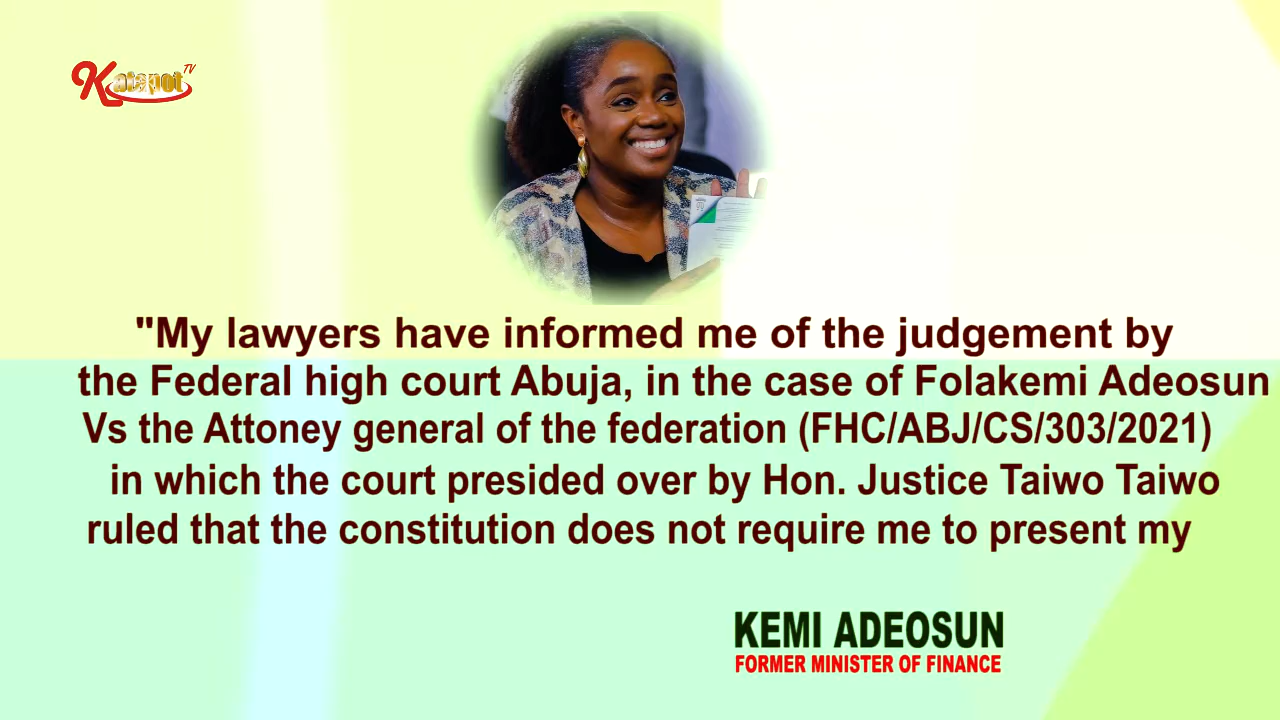 Katapot TV
"My lawyers have informed me of the judgement by
the Federal high court Abuja, in the case of Folakemi Adeosun
Vs the Attoney general of the federation (FHC/ABJ/CS/303/2021)
in which the court presided over by Hon. Justice Taiwo Taiwo
ruled that the constitution does not require me to present my
KEMI ADEOSUN
FORMER MINISTER OF FINANCE